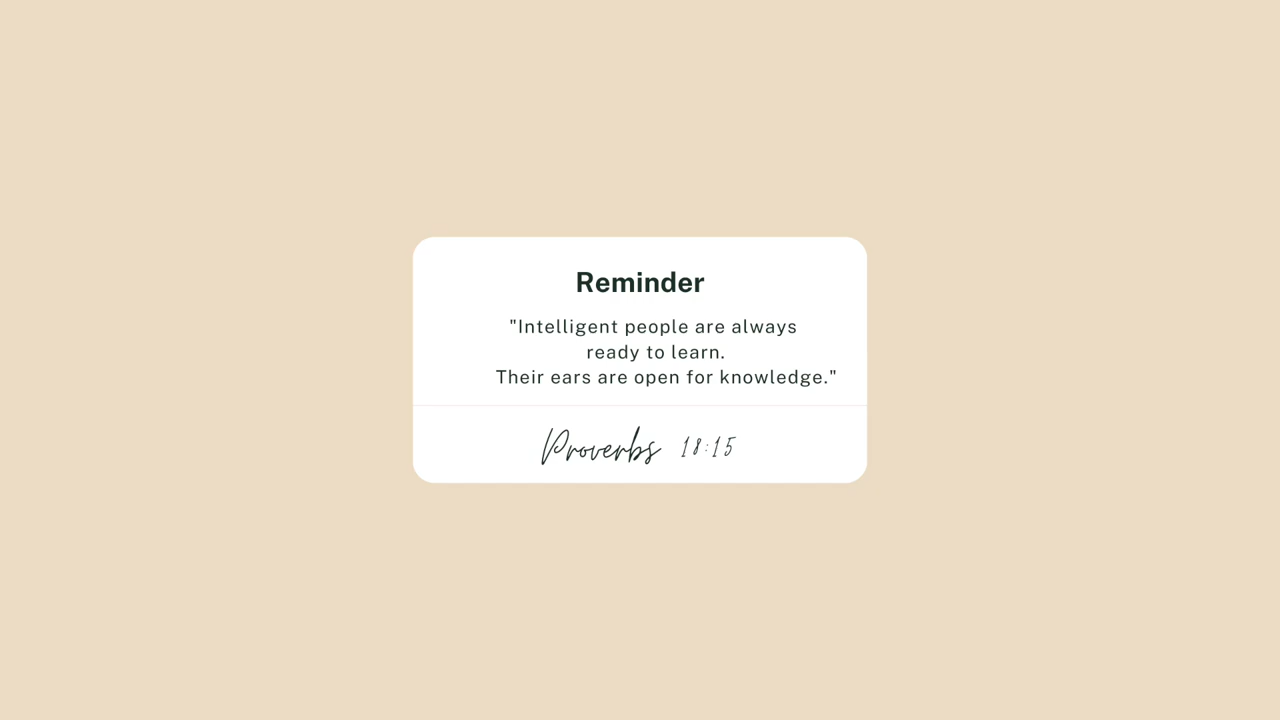 Reminder
"Intelligent people are always
ready to learn.
Their ears are open for knowledge."
Proverbs 18:15